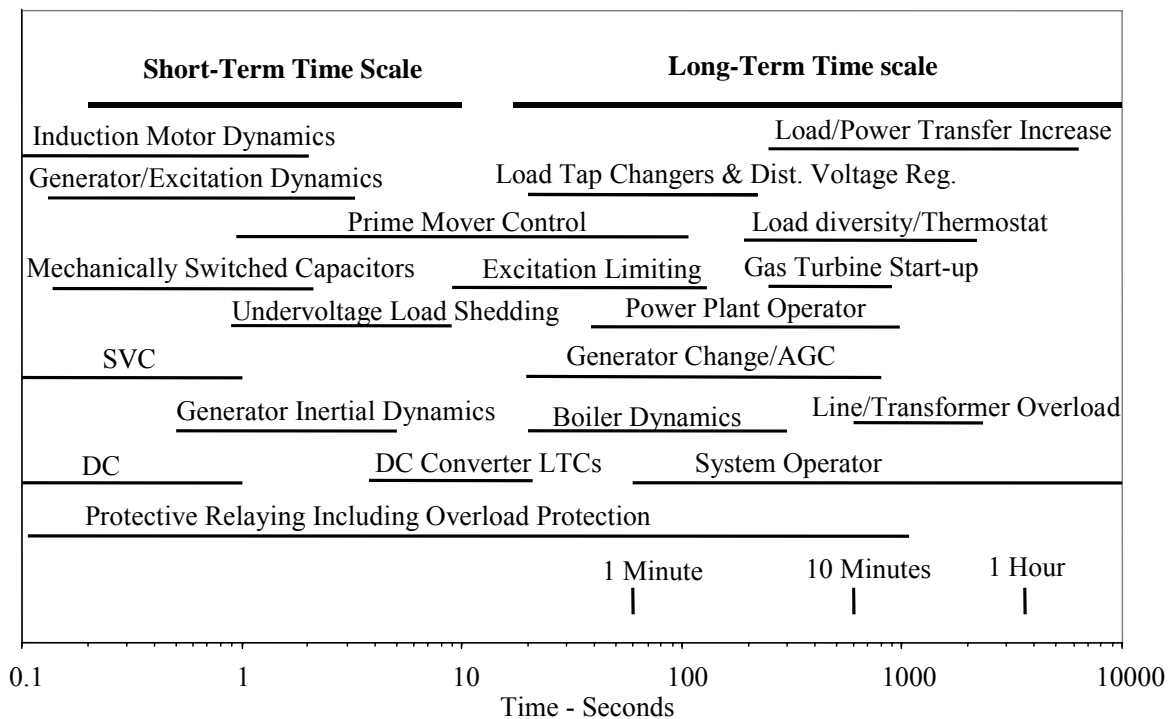 Short-Term Time Scale
Long-Term Time scale
Induction Motor Dynamics
Load/Power Transfer Increase
Generator/Excitation Dynamics
Load Tap Changers & Dist. Voltage Reg.
Prime Mover Control
Load diversity/Thermostat
Mechanically Switched Capacitors
Excitation Limiting
Gas Turbine Start-up
Undervoltage Load Shedding
Power Plant Operator
SVC
Generator Change/AGC
Generator Inertial Dynamics
Boiler Dynamics
Line/Transformer Overload
DC
DC Converter LTCs
System Operator
Protective Relaying Including Overload Protection
1 Minute
10 Minutes
1 Hour
0.1
1
10
100
1000
10000
Time - Seconds